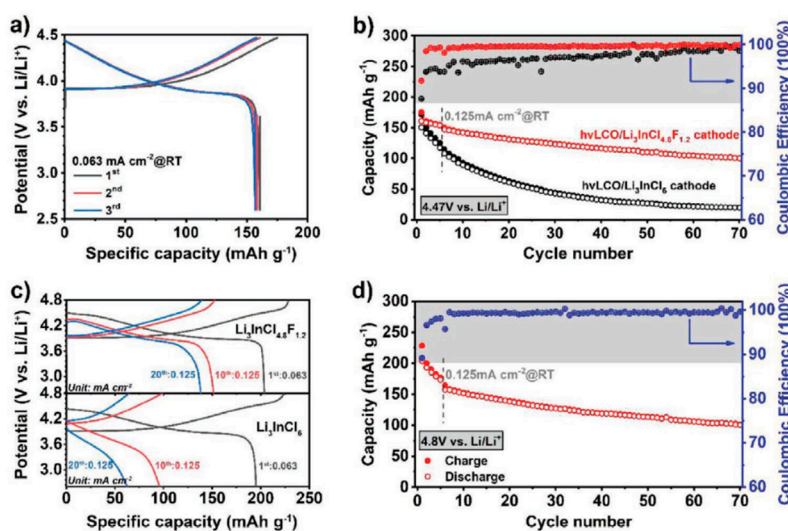 a)
Potential (V vs. Li/Li⁺)
4.5
4.0
3.5
3.0
2.5
0.063 mA cm⁻²@RT
1ˢᵗ
2ⁿᵈ
3ʳᵈ
0 50 100 150 200
Specific capacity (mAh g⁻¹)
b)
Capacity (mAh g⁻¹)
300
250
200
150
100
50
0
0.125mA cm⁻²@RT
hvLCO/Li₃InCl₄.₈F₁.₂ cathode
hvLCO/Li₃InCl₆ cathode
4.47V vs. Li/Li⁺
0 10 20 30 40 50 60 70
Cycle number
100
90
80
70
60
Coulombic Efficiency (100%)
c)
Potential (V vs. Li/Li⁺)
4.8
4.2
3.6
3.0
Li₃InCl₄.₈F₁.₂
20ᵗʰ:0.125
10ᵗʰ:0.125
1ˢᵗ:0.063
Unit: mA cm⁻²
4.8
4.2
3.6
3.0
Li₃InCl₆
20ᵗʰ:0.125
10ᵗʰ:0.125
1ˢᵗ:0.063
Unit: mA cm⁻²
0 50 100 150 200 250
Specific capacity (mAh g⁻¹)
d)
Capacity (mAh g⁻¹)
300
250
200
150
100
50
0
0.125mA cm⁻²@RT
4.8V vs. Li/Li⁺
Charge
Discharge
0 10 20 30 40 50 60 70
Cycle number
100
90
80
70
60
Coulombic Efficiency (100%)